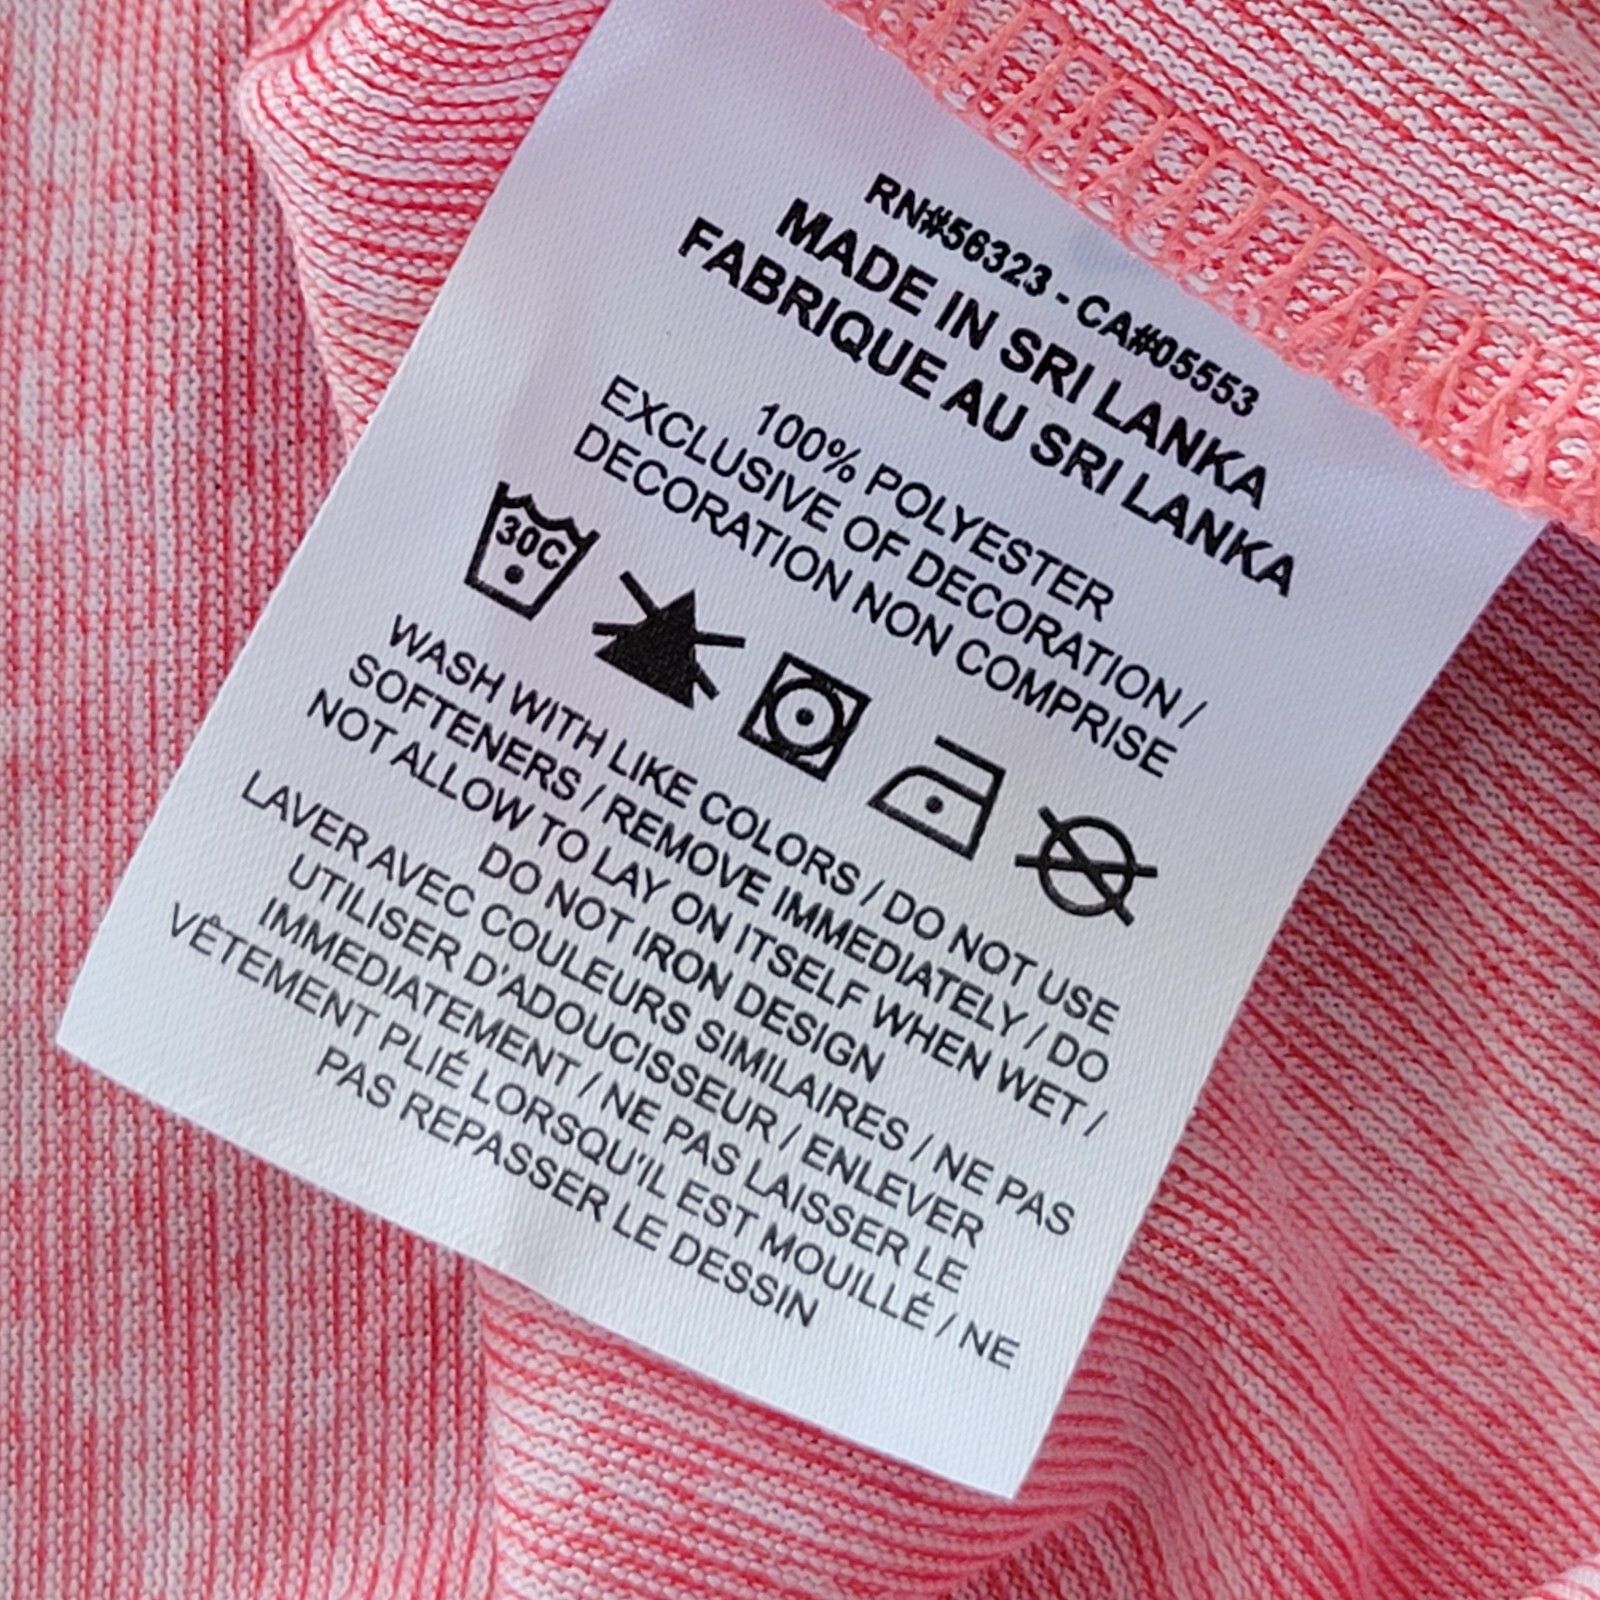 RN#56323 - CA#05553
MADE IN SRI LANKA
FABRIQUE AU SRI LANKA
100% POLYESTER
EXCLUSIVE OF DECORATION /
DECORATION NON COMPRISE
30C
WASH WITH LIKE COLORS / DO NOT USE
SOFTENERS / REMOVE IMMEDIATELY / DO
NOT ALLOW TO LAY ON ITSELF WHEN WET /
DO NOT IRON DESIGN
LAVER AVEC COULEURS SIMILAIRES / NE PAS
UTILISER D'ADOUCISSEUR / ENLEVER
IMMEDIATEMENT / NE PAS LAISSER LE
VÊTEMENT PLIÉ LORSQU'IL EST MOUILLÉ / NE
PAS REPASSER LE DESSIN